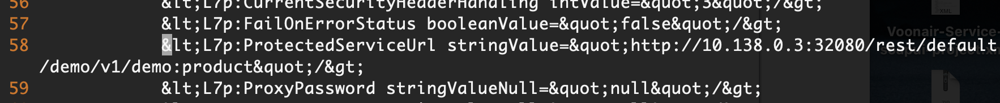 56 &lt;L7p:CurrentSecurityHeaderHandling intValue=&quot;3&quot;/&gt;
57 &lt;L7p:FailOnErrorStatus booleanValue=&quot;false&quot;/&gt;
58 &lt;L7p:ProtectedServiceUrl stringValue=&quot;http://10.138.0.3:32080/rest/default
/demo/v1/demo:product&quot;/&gt;
59 &lt;L7p:ProxyPassword stringValueNull=&quot;null&quot;/&gt;
XML
Voonair-Service-